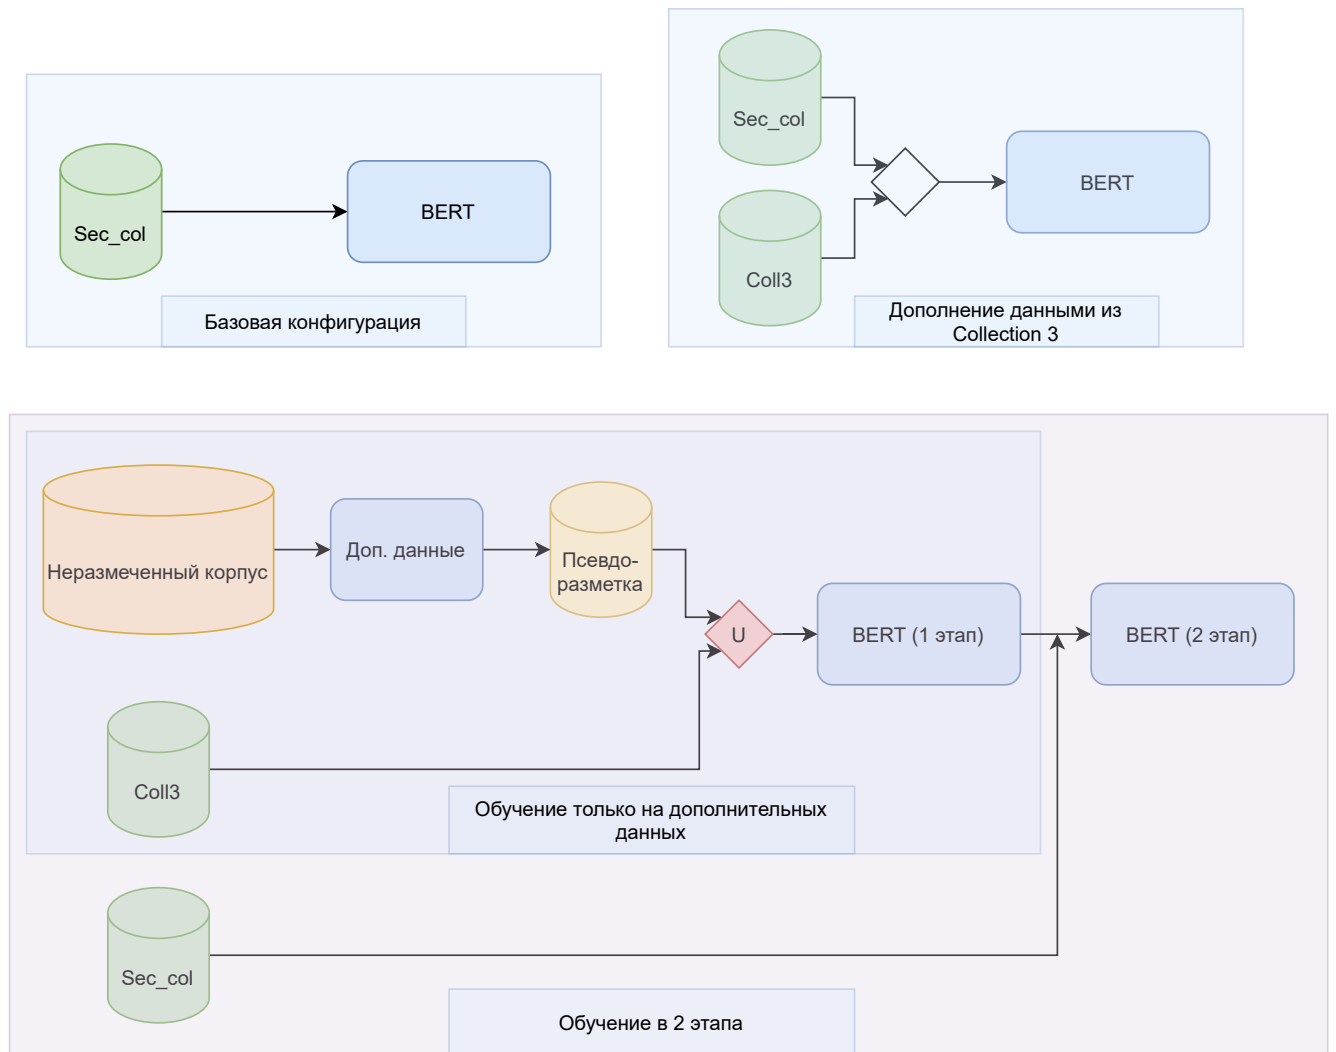 Sec_col
BERT
Базовая конфигурация
Sec_col
Coll3
BERT
Дополнение данными из
Collection 3
Неразмеченный корпус
Доп. данные
Псевдо-
разметка
U
BERT (1 этап)
BERT (2 этап)
Coll3
Обучение только на дополнительных
данных
Sec_col
Обучение в 2 этапа